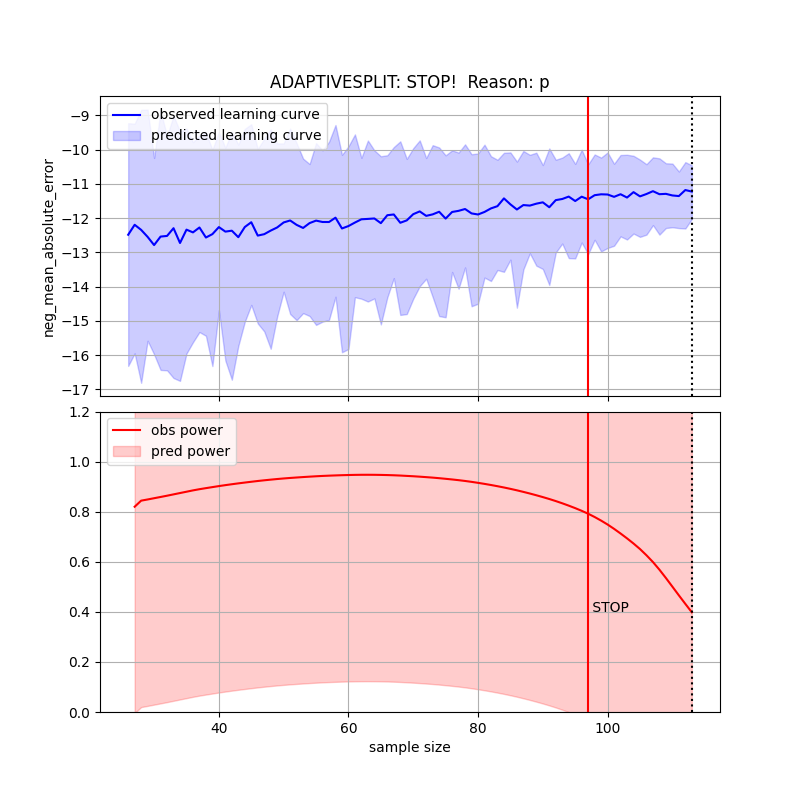 ADAPTIVESPLIT: STOP!  Reason: p
observed learning curve
predicted learning curve
neg_mean_absolute_error
−9
−10
−11
−12
−13
−14
−15
−16
−17
obs power
pred power
1.2
1.0
0.8
0.6
0.4
0.2
0.0
STOP
40 60 80 100
sample size